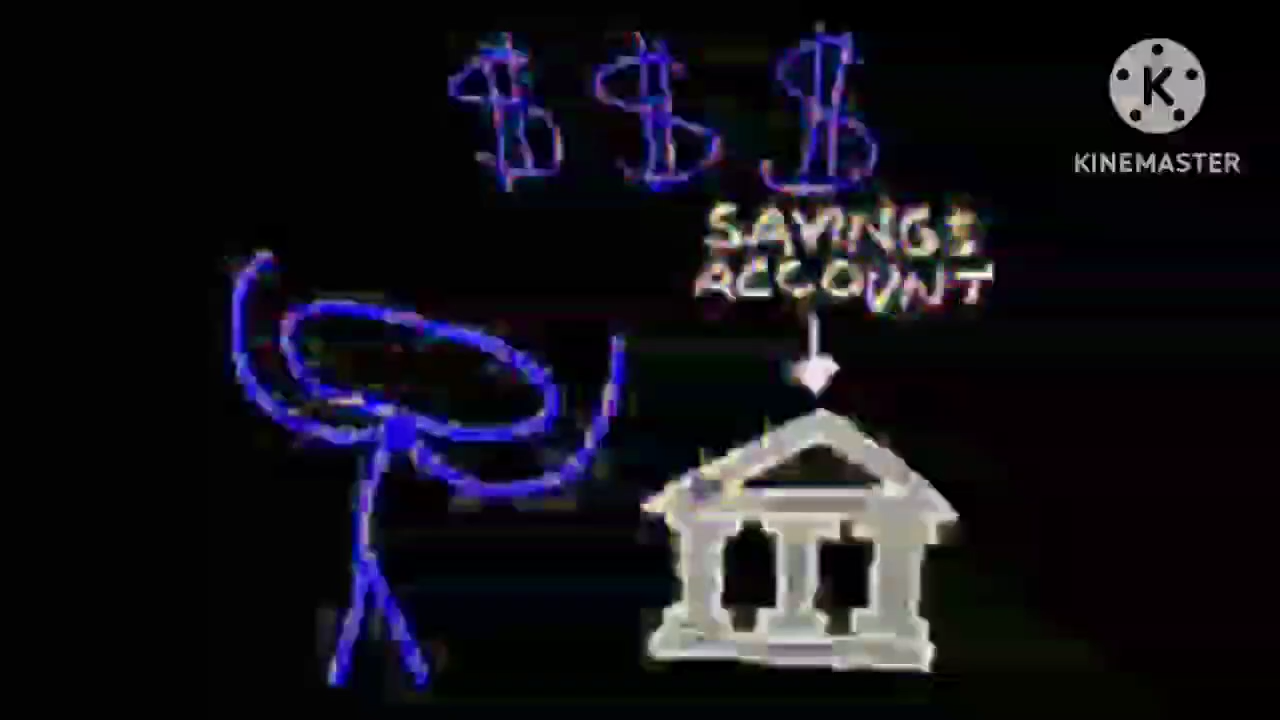 $ $ $
K
KINEMASTER
SAVINGS
ACCOUNT